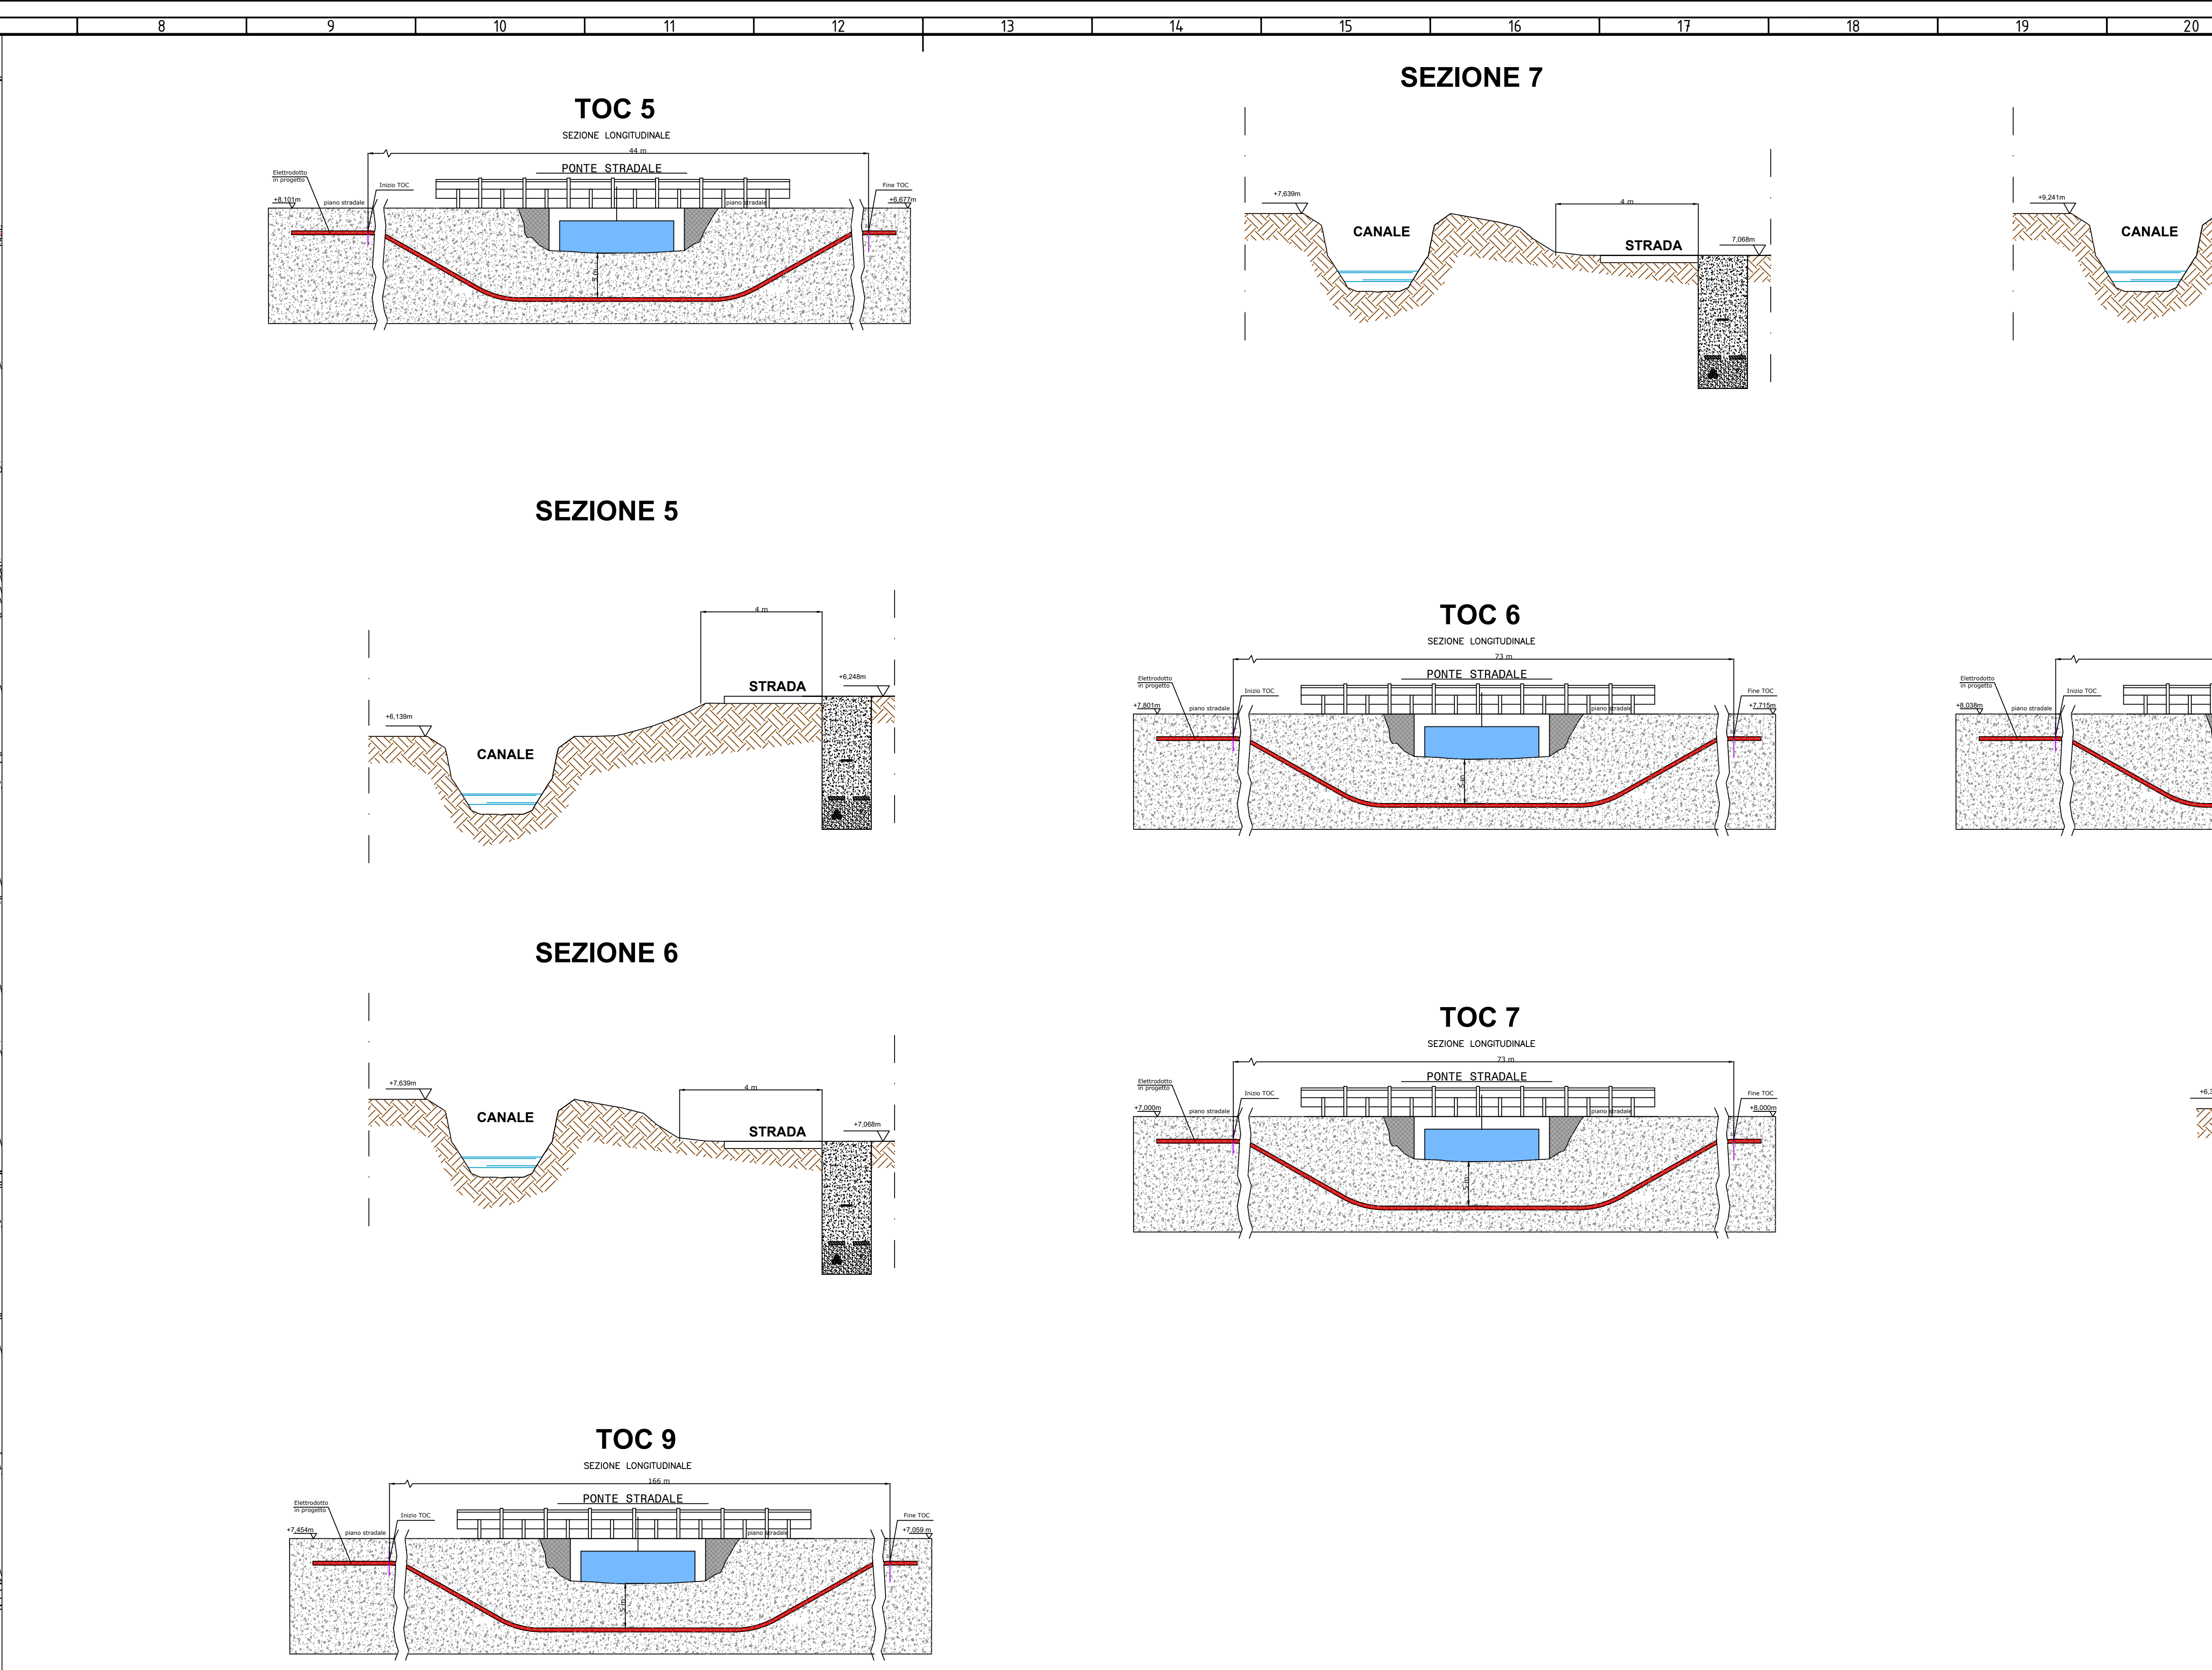 8 9 10 11 12 13 14 15 16 17 18 19 20
TOC 5
SEZIONE LONGITUDINALE
44 m
PONTE STRADALE
Elettrodotto
in progetto
Inizio TOC
Fine TOC
+8,101m
piano stradale
piano stradale
+6,677m
SEZIONE 7
+7,639m
CANALE
4 m
STRADA
7,068m
+9,241m
CANALE
SEZIONE 5
4 m
+6,139m
CANALE
STRADA
+6,248m
TOC 6
SEZIONE LONGITUDINALE
73 m
PONTE STRADALE
Elettrodotto
in progetto
Inizio TOC
Fine TOC
+7,801m
piano stradale
piano stradale
+7,715m
5 m
Elettrodotto
in progetto
Inizio TOC
+8,038m
piano stradale
SEZIONE 6
+7,639m
CANALE
4 m
STRADA
+7,068m
TOC 7
SEZIONE LONGITUDINALE
73 m
PONTE STRADALE
Elettrodotto
in progetto
Inizio TOC
Fine TOC
+7,000m
piano stradale
piano stradale
+8,000m
5 m
TOC 9
SEZIONE LONGITUDINALE
166 m
PONTE STRADALE
Elettrodotto
in progetto
Inizio TOC
Fine TOC
+7,454m
piano stradale
piano stradale
+7,059 m
5 m